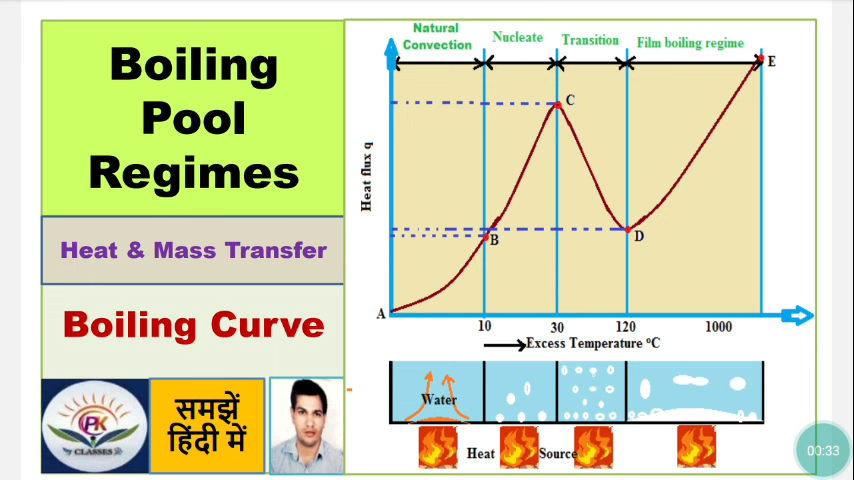 Boiling
Pool
Regimes
Heat & Mass Transfer
Boiling Curve
PK
CLASSES
समझें
हिंदी में
Natural
Convection
Nucleate
Transition
Film boiling regime
E
C
Heat flux q
B
D
A
10
30
120
1000
Excess Temperature ºC
Water
Heat
Source
00:33